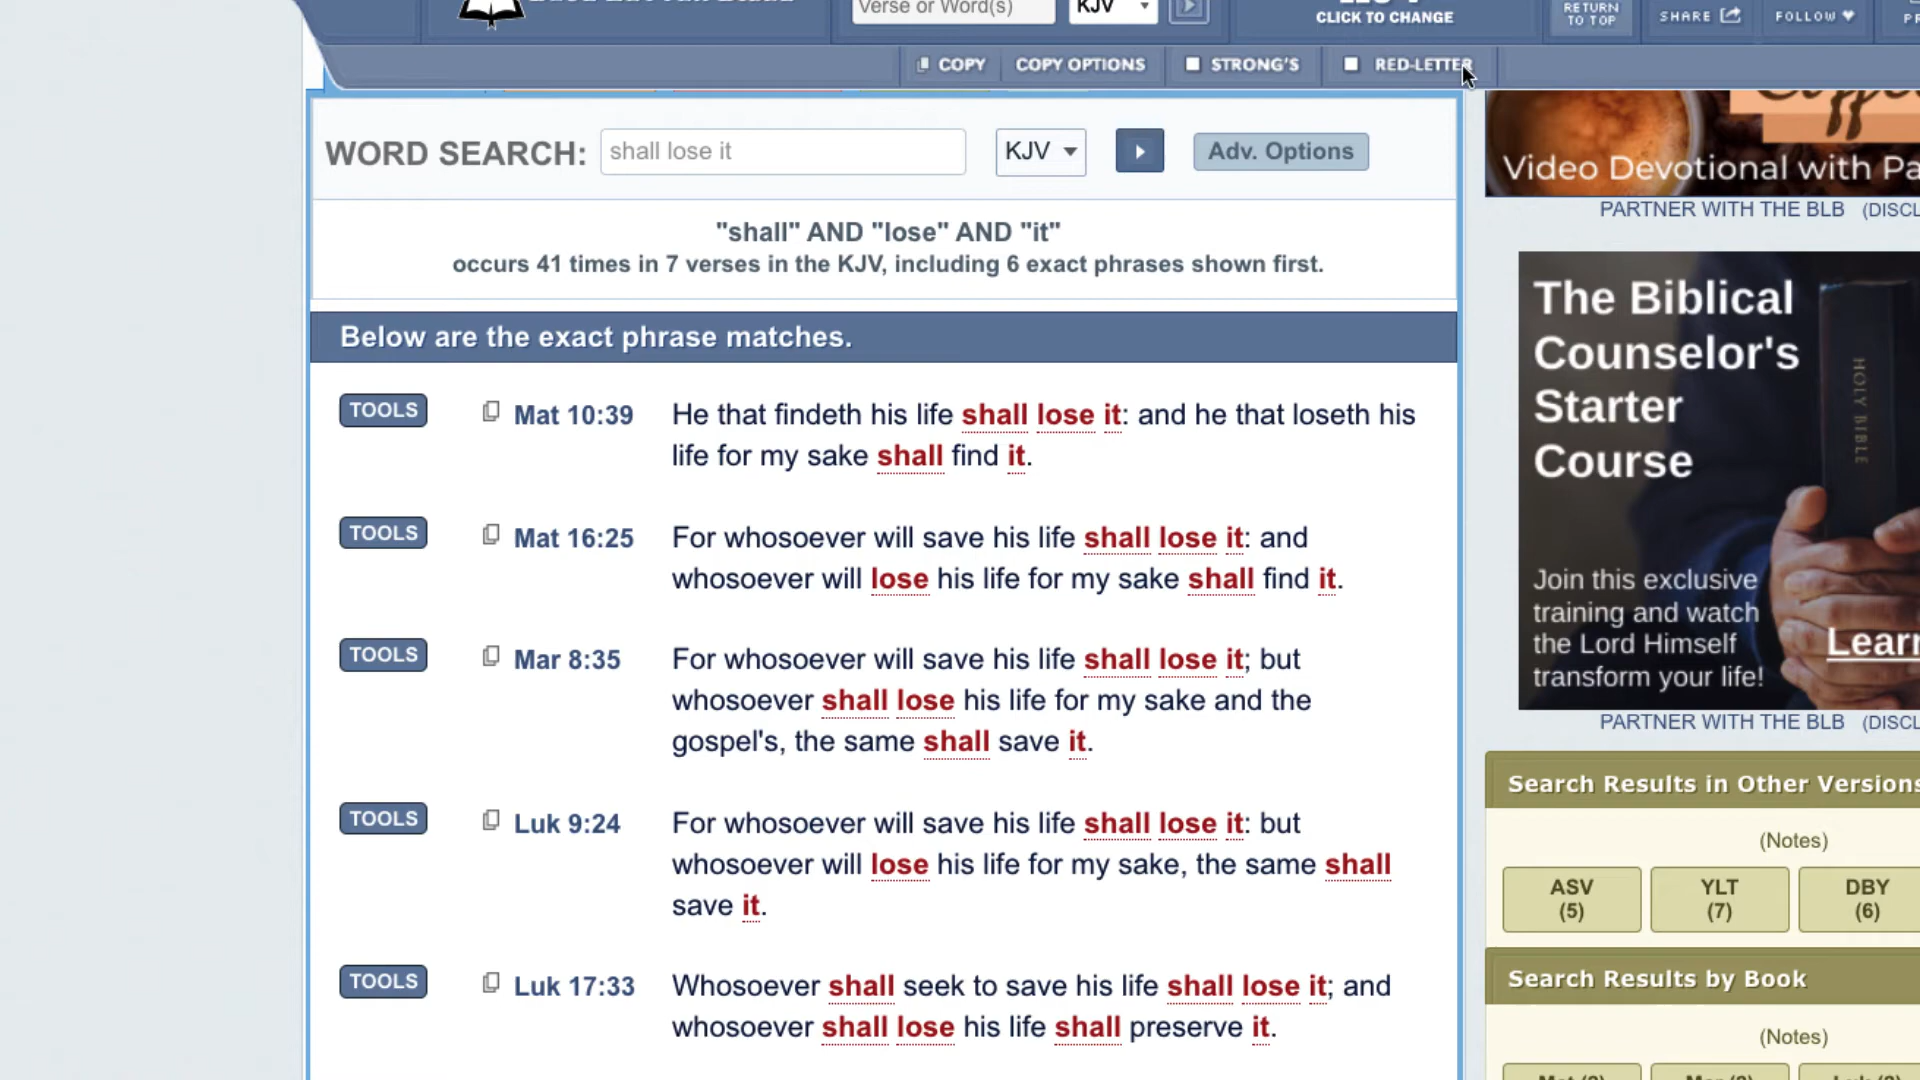 Verse or Word(s)
KJV
CLICK TO CHANGE
RETURN
TO TOP
SHARE
FOLLOW
COPY
COPY OPTIONS
STRONG'S
RED-LETTER
WORD SEARCH:
shall lose it
KJV
Adv. Options
"shall" AND "lose" AND "it"
occurs 41 times in 7 verses in the KJV, including 6 exact phrases shown first.
Below are the exact phrase matches.
TOOLS
Mat 10:39
He that findeth his life shall lose it: and he that loseth his
life for my sake shall find it.
TOOLS
Mat 16:25
For whosoever will save his life shall lose it: and
whosoever will lose his life for my sake shall find it.
TOOLS
Mar 8:35
For whosoever will save his life shall lose it; but
whosoever shall lose his life for my sake and the
gospel's, the same shall save it.
TOOLS
Luk 9:24
For whosoever will save his life shall lose it: but
whosoever will lose his life for my sake, the same shall
save it.
TOOLS
Luk 17:33
Whosoever shall seek to save his life shall lose it; and
whosoever shall lose his life shall preserve it.
Video Devotional with Pa
PARTNER WITH THE BLB (DISCL
The Biblical
Counselor's
Starter
Course
HOLY BIBLE
Join this exclusive
training and watch
the Lord Himself
transform your life!
Learn
PARTNER WITH THE BLB (DISCL
Search Results in Other Versions
(Notes)
ASV
(5)
YLT
(7)
DBY
(6)
Search Results by Book
(Notes)